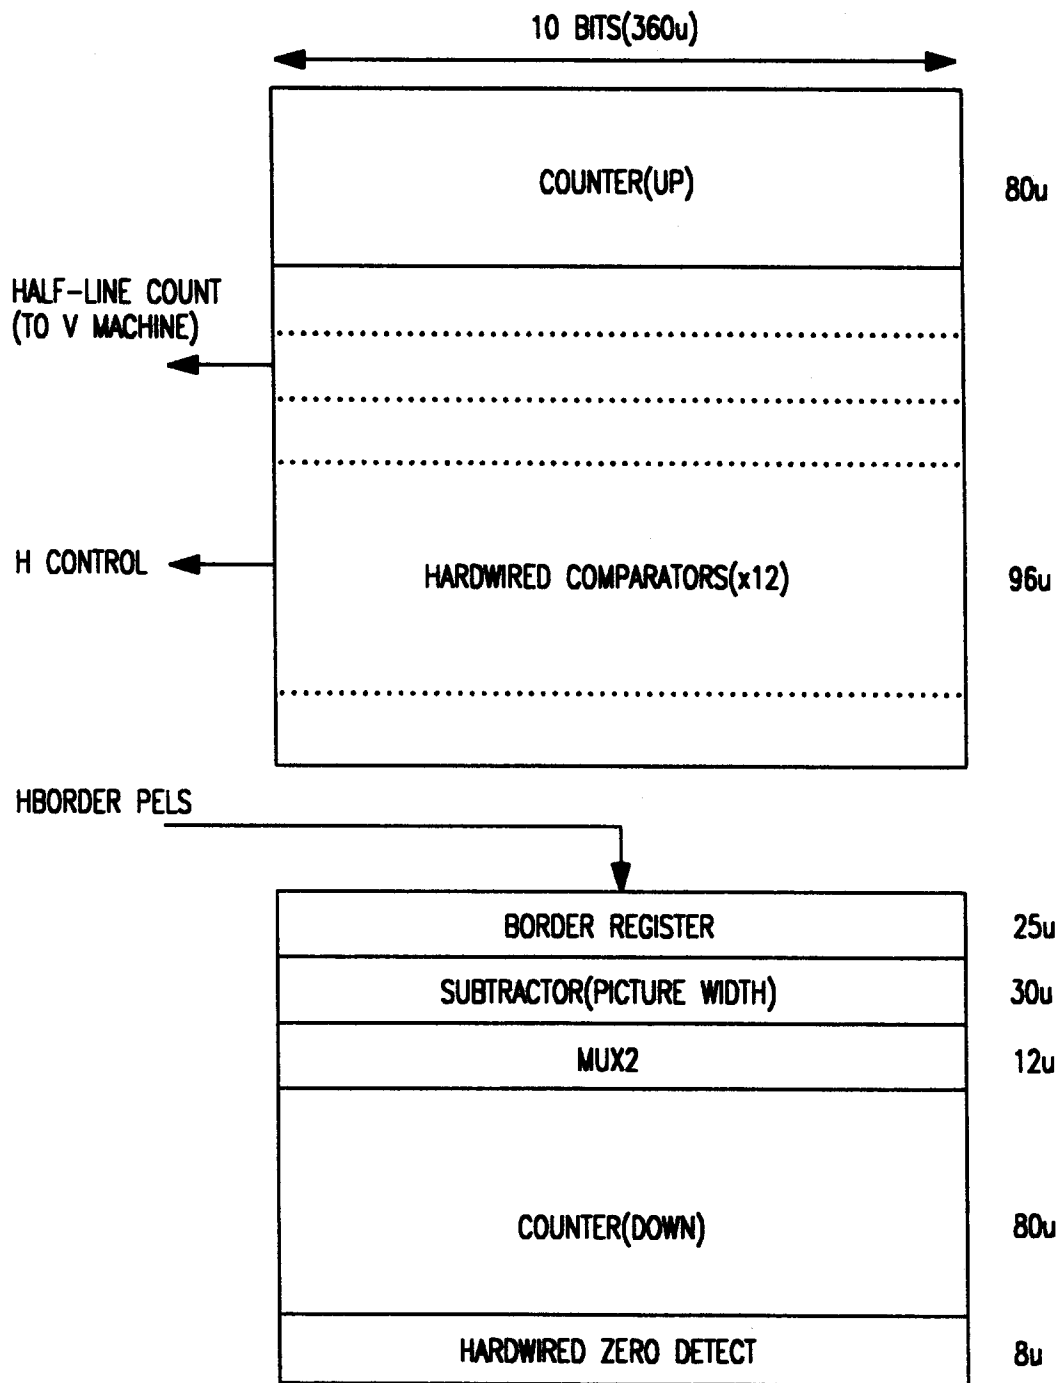 10 BITS(360u)
COUNTER(UP)
80u
HALF-LINE COUNT
(TO V MACHINE)
H CONTROL
HARDWIRED COMPARATORS(x12)
96u
HBORDER PELS
BORDER REGISTER
25u
SUBTRACTOR(PICTURE WIDTH)
30u
MUX2
12u
COUNTER(DOWN)
80u
HARDWIRED ZERO DETECT
8u